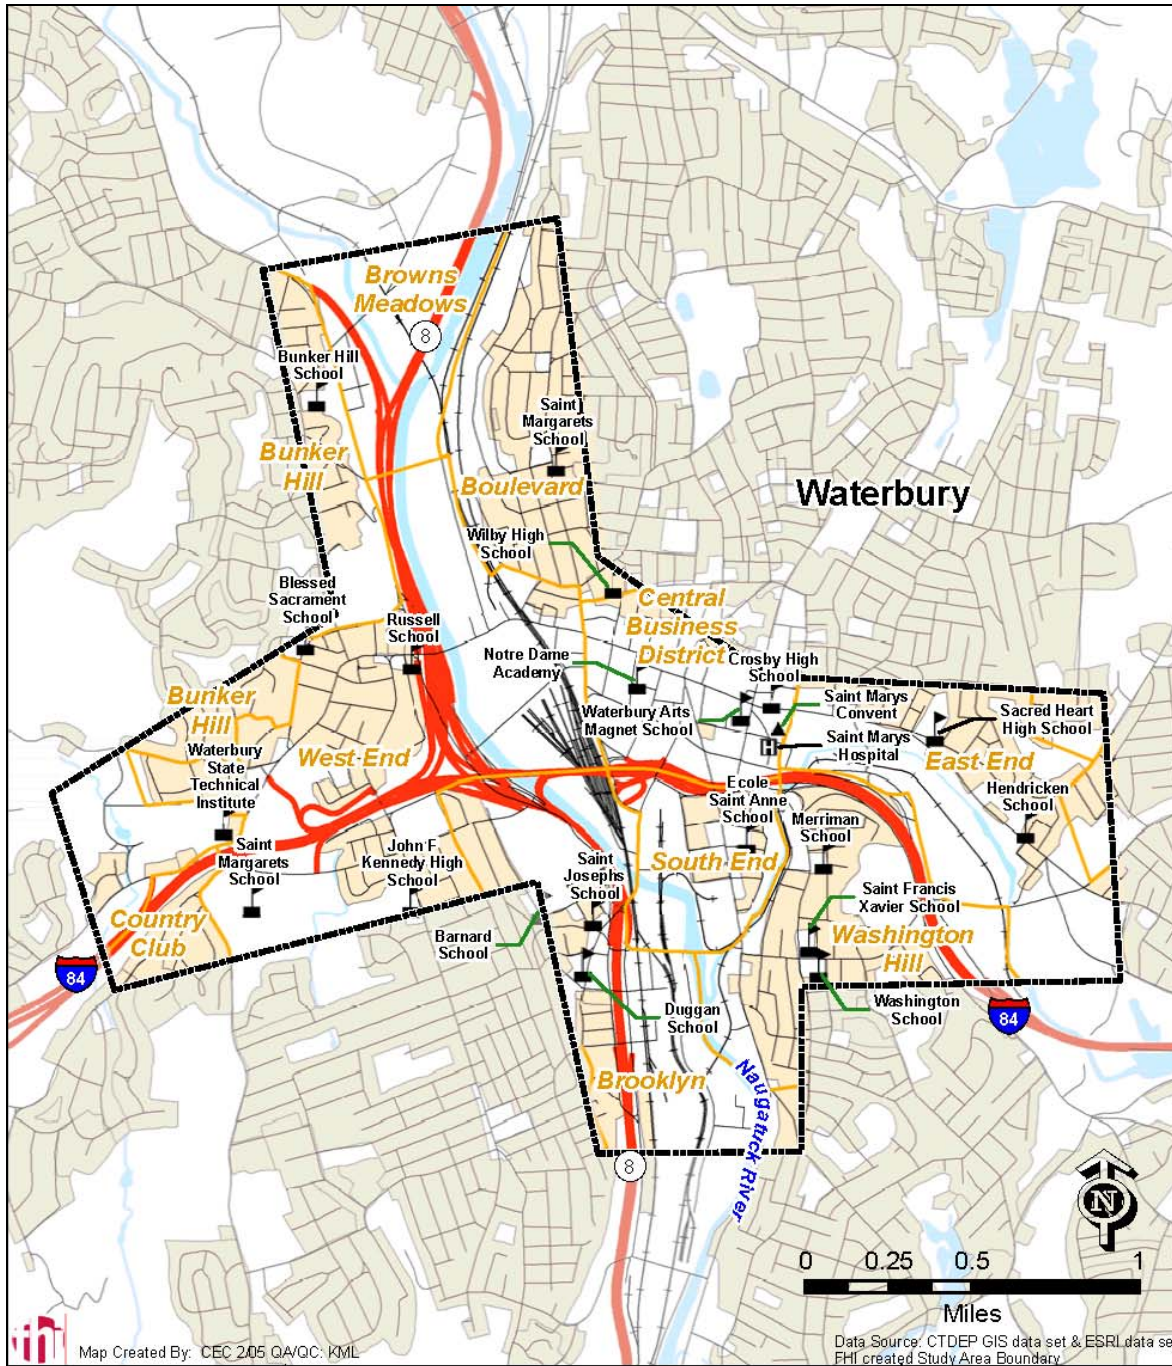 Browns
Meadows
8
Bunker Hill
School
Saint
Margarets
School
Bunker
Hill
Boulevard
Waterbury
Wilby High
School
Blessed
Sacrament
School
Central
Business
District
Russell
School
Notre Dame
Academy
Crosby High
School
Bunker
Hill
Waterbury Arts
Magnet School
Saint Marys
Convent
Sacred Heart
High School
H
Saint Marys
Hospital
Waterbury
State
Technical
Institute
West End
East End
Ecole
Saint Anne
School
Hendricken
School
Merriman
School
Saint
Margarets
School
John F
Kennedy High
School
Saint
Josephs
School
South End
Saint Francis
Xavier School
Country
Club
Barnard
School
Washington
Hill
84
Duggan
School
Washington
School
84
Brooklyn
Naugatuck River
8
N
0 0.25 0.5 1
Miles
fhi
Map Created By: CEC 2/05 QA/QC: KML
Data Source: CTDEP GIS data set & ESRI data se
FHI created Study Area Boundary